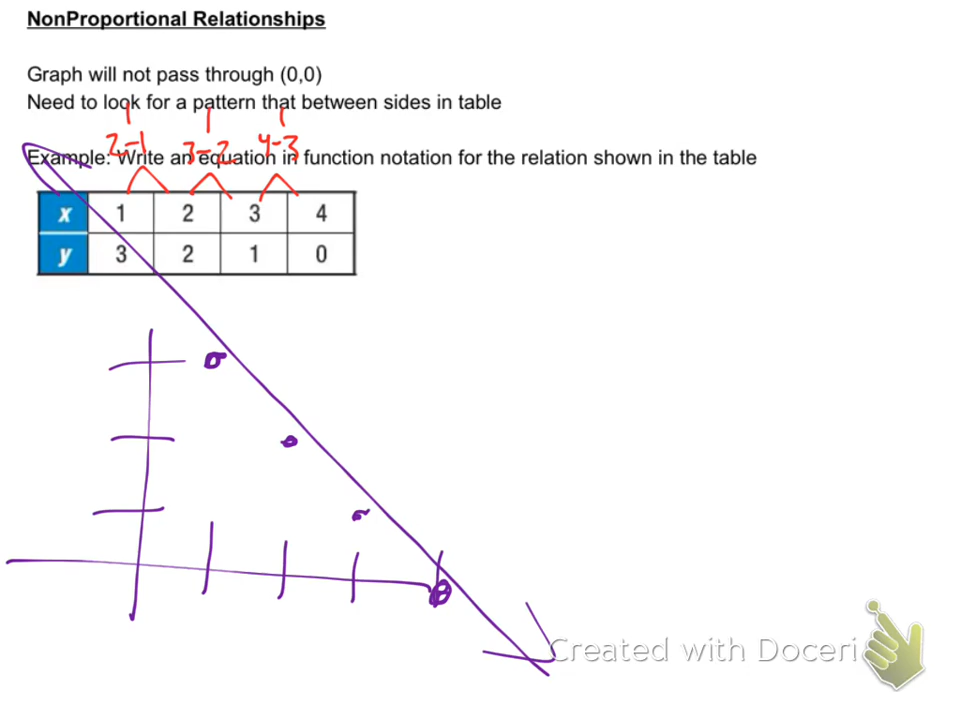 NonProportional Relationships
Graph will not pass through (0,0)
Need to look for a pattern that between sides in table
1 1 1
2-1 3-2 4-3
Example: Write an equation in function notation for the relation shown in the table
x 1 2 3 4
y 3 2 1 0
Created with Doceri